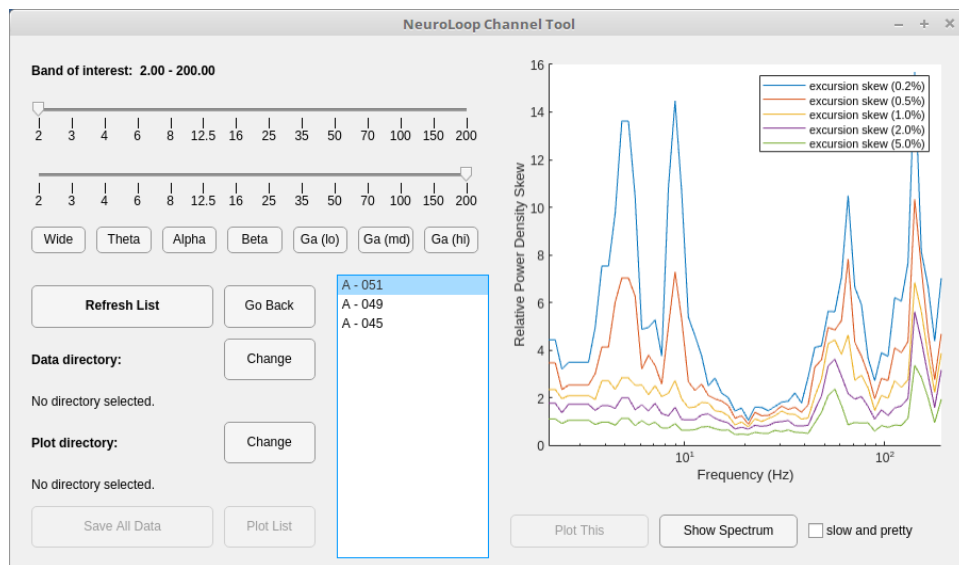 NeuroLoop Channel Tool
Band of interest: 2.00 - 200.00
2 3 4 6 8 12.5 16 25 35 50 70 100 150 200
2 3 4 6 8 12.5 16 25 35 50 70 100 150 200
Wide Theta Alpha Beta Ga (lo) Ga (md) Ga (hi)
Refresh List Go Back
Data directory: Change
No directory selected.
Plot directory: Change
No directory selected.
Save All Data Plot List
A - 051
A - 049
A - 045
Relative Power Density Skew
16
14
12
10
8
6
4
2
0
excursion skew (0.2%)
excursion skew (0.5%)
excursion skew (1.0%)
excursion skew (2.0%)
excursion skew (5.0%)
10¹ 10²
Frequency (Hz)
Plot This Show Spectrum slow and pretty